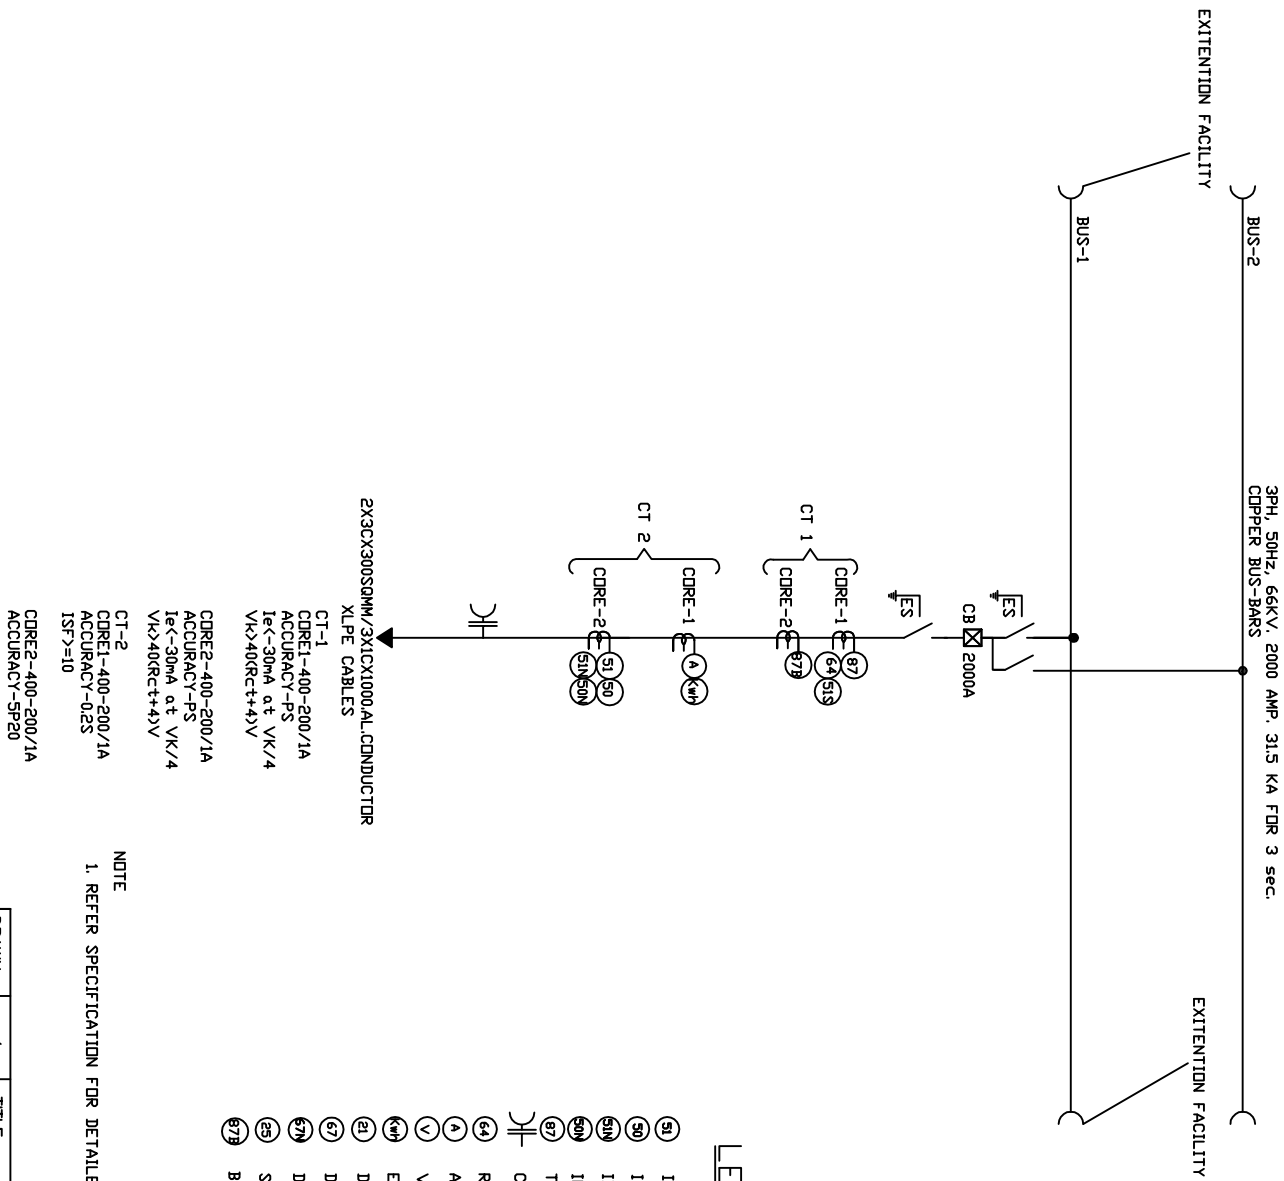 3PH, 50Hz, 66KV. 2000 AMP. 31.5 KA FOR 3 sec.
COPPER BUS-BARS
BUS-2
EXITENTION FACILITY
EXITENTION FACILITY
BUS-1
ES
CB
2000A
ES
CT 1
CORE-1
87
64
51S
CORE-2
87B
CT 2
CORE-1
A
Kwh
CORE-2
51
50
51N
50N
2X3CX300SQMM/3X1CX1000.AL.CONDUCTOR
XLPE CABLES
CT-1
CORE1-400-200/1A
ACCURACY-PS
Ie<-30mA at VK/4
Vk>40(Rct+4)V
CORE2-400-200/1A
ACCURACY-PS
Ie<-30mA at VK/4
Vk>40(Rct+4)V
CT-2
CORE1-400-200/1A
ACCURACY-0.2S
ISF>=10
CORE2-400-200/1A
ACCURACY-5P20
NOTE
1. REFER SPECIFICATION FOR DETAILE
51 I
50 I
51N I
50N I
87 T
C
64 R
A A
V V
Kwh E
21 D
67 D
67N D
25 S
87B B